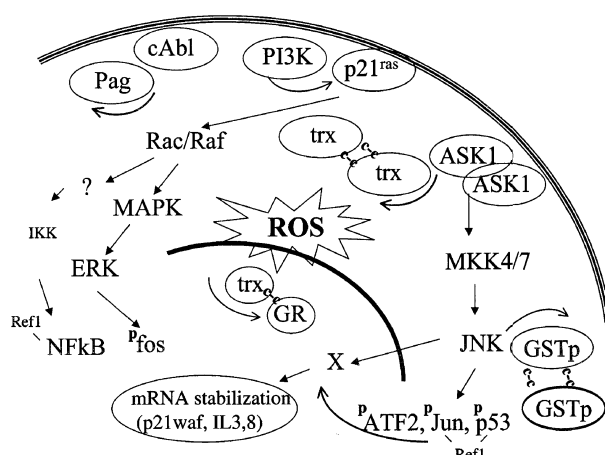 cAbl
PI3K
p21ras
Pag
Rac/Raf
trx
trx
ASK1
ASK1
?
MAPK
ROS
IKK
ERK
MKK4/7
trx
GR
Ref1
NFkB
pfos
JNK
GSTp
X
mRNA stabilization
(p21waf, IL3,8)
GSTp
pATF2, pJun, pp53
Ref1